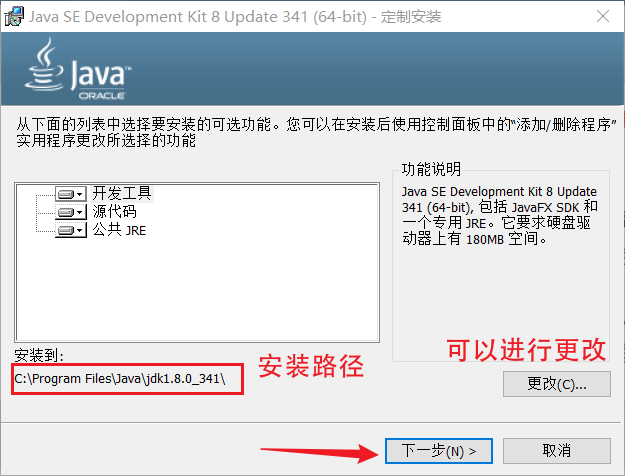 Java SE Development Kit 8 Update 341 (64-bit) - 定制安装
Java™
ORACLE
从下面的列表中选择要安装的可选功能。您可以在安装后使用控制面板中的“添加/删除程序”
实用程序更改所选择的功能
开发工具
源代码
公共 JRE
功能说明
Java SE Development Kit 8 Update
341 (64-bit), 包括 JavaFX SDK 和
一个专用 JRE。它要求硬盘驱
动器上有 180MB 空间。
安装到:
C:\Program Files\Java\jdk1.8.0_341\
安装路径
可以进行更改
更改(C)...
下一步(N) >
取消